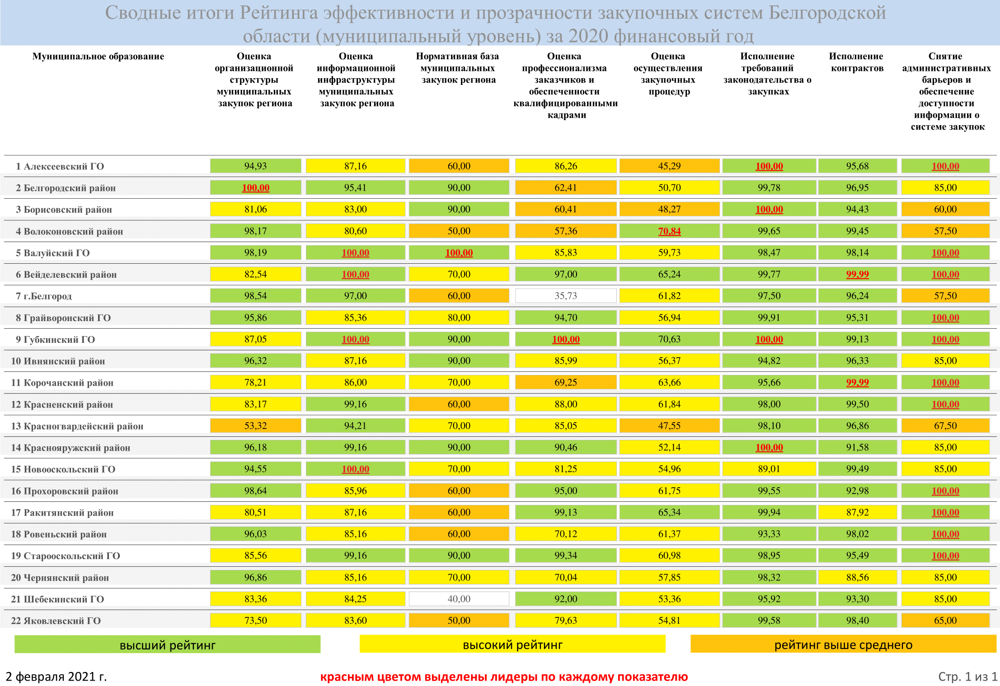 Сводные итоги Рейтинга эффективности и прозрачности закупочных систем Белгородской
области (муниципальный уровень) за 2020 финансовый год
Муниципальное образование
Оценка
организационной
структуры
муниципальных
закупок региона
Оценка
информационной
инфраструктуры
муниципальных
закупок региона
Нормативная база
муниципальных
закупок региона
Оценка
профессионализма
заказчиков и
обеспеченности
квалифицированными
кадрами
Оценка
осуществления
закупочных
процедур
Исполнение
требований
законодательства о
закупках
Исполнение
контрактов
Снятие
административных
барьеров и
обеспечение
доступности
информации о
системе закупок
1 Алексеевский ГО 94,93 87,16 60,00 86,26 45,29 100,00 95,68 100,00
2 Белгородский район 100,00 95,41 90,00 62,41 50,70 99,78 96,95 85,00
3 Борисовский район 81,06 83,00 90,00 60,41 48,27 100,00 94,43 60,00
4 Волоконовский район 98,17 80,60 50,00 57,36 70,84 99,65 99,45 57,50
5 Валуйский ГО 98,19 100,00 100,00 85,83 59,73 98,47 98,14 100,00
6 Вейделевский район 82,54 100,00 70,00 97,00 65,24 99,77 99,99 100,00
7 г.Белгород 98,54 97,00 60,00 35,73 61,82 97,50 96,24 57,50
8 Грайворонский ГО 95,86 85,36 80,00 94,70 56,94 99,91 95,31 100,00
9 Губкинский ГО 87,05 100,00 90,00 100,00 70,63 100,00 99,13 100,00
10 Ивнянский район 96,32 87,16 90,00 85,99 56,37 94,82 96,33 85,00
11 Корочанский район 78,21 86,00 70,00 69,25 63,66 95,66 99,99 100,00
12 Красненский район 83,17 99,16 60,00 88,00 61,84 98,00 99,50 100,00
13 Красногвардейский район 53,32 94,21 70,00 85,05 47,55 98,10 96,86 67,50
14 Краснояружский район 96,18 99,16 90,00 90,46 52,14 100,00 91,58 85,00
15 Новооскольский ГО 94,55 100,00 70,00 81,25 54,96 89,01 99,49 85,00
16 Прохоровский район 98,64 85,96 60,00 95,00 61,75 99,55 92,98 100,00
17 Ракитянский район 80,51 87,16 60,00 99,13 65,34 99,94 87,92 100,00
18 Ровеньский район 96,03 85,16 60,00 70,12 61,37 93,33 98,02 100,00
19 Старооскольский ГО 85,56 99,16 90,00 99,34 60,98 98,95 95,49 100,00
20 Чернянский район 96,86 85,16 70,00 70,04 57,85 98,32 88,56 85,00
21 Шебекинский ГО 83,36 84,25 40,00 92,00 53,36 95,92 93,30 85,00
22 Яковлевский ГО 73,50 83,60 50,00 79,63 54,81 99,58 98,40 65,00
высший рейтинг высокий рейтинг рейтинг выше среднего
2 февраля 2021 г. красным цветом выделены лидеры по каждому показателю Стр. 1 из 1